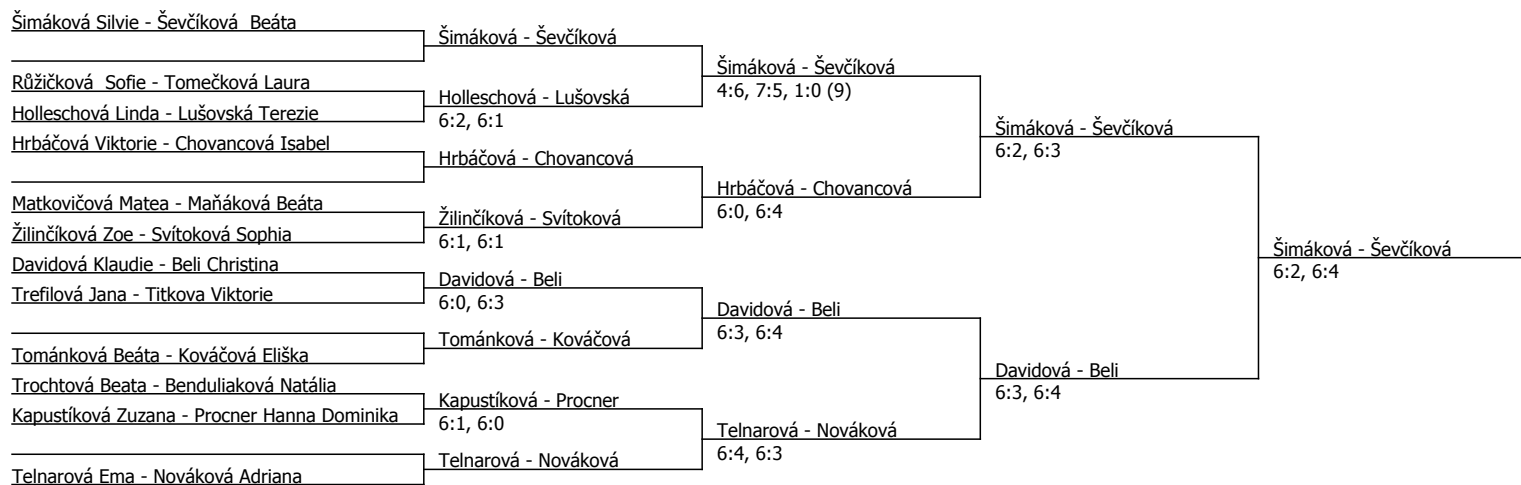 Šimáková Silvie - Ševčíková  Beáta
Růžičková  Sofie - Tomečková Laura
Holleschová Linda - Lušovská Terezie
Hrbáčová Viktorie - Chovancová Isabel
Matkovičová Matea - Maňáková Beáta
Žilinčíková Zoe - Svítoková Sophia
Davidová Klaudie - Beli Christina
Trefilová Jana - Titkova Viktorie
Tománková Beáta - Kováčová Eliška
Trochtová Beata - Benduliaková Natália
Kapustíková Zuzana - Procner Hanna Dominika
Telnarová Ema - Nováková Adriana
Šimáková - Ševčíková
Holleschová - Lušovská
6:2, 6:1
Hrbáčová - Chovancová
Žilinčíková - Svítoková
6:1, 6:1
Davidová - Beli
6:0, 6:3
Tománková - Kováčová
Kapustíková - Procner
6:1, 6:0
Telnarová - Nováková
Šimáková - Ševčíková
4:6, 7:5, 1:0 (9)
Hrbáčová - Chovancová
6:0, 6:4
Davidová - Beli
6:3, 6:4
Telnarová - Nováková
6:4, 6:3
Šimáková - Ševčíková
6:2, 6:3
Davidová - Beli
6:3, 6:4
Šimáková - Ševčíková
6:2, 6:4